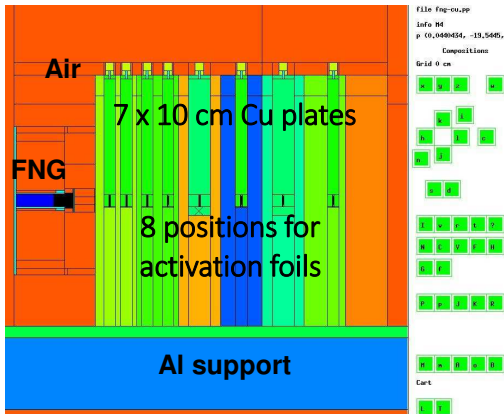 file fng-cu.pp
info M4
p (0,0440434, -19,5445,
Compositions
Grid 0 cm
Air
7 x 10 cm Cu plates
FNG
8 positions for
activation foils
Al support
x y z w
k i
h l c
n j
s d
I v r t ?
N C V F H
G f
P p J K R
M m O o B
Cart
L T